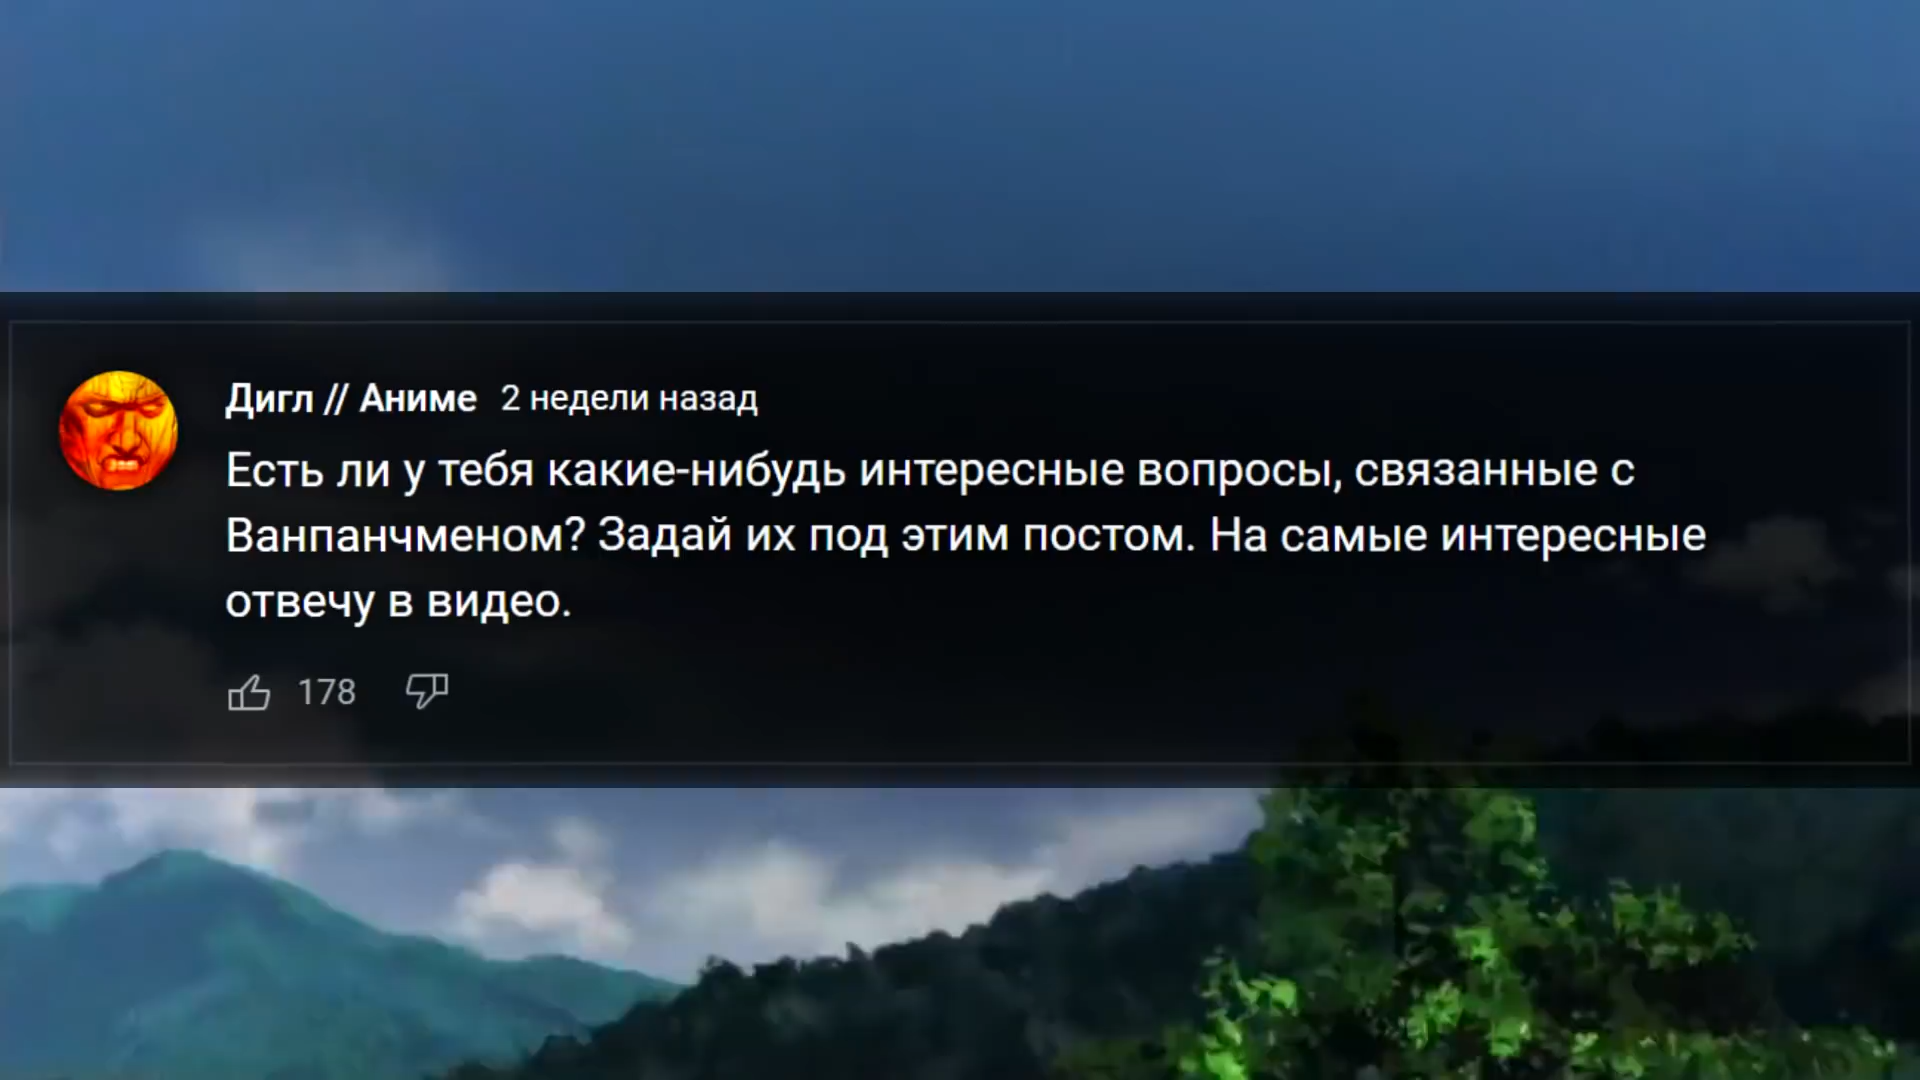 Дигл // Аниме 2 недели назад
Есть ли у тебя какие-нибудь интересные вопросы, связанные с
Ванпанчменом? Задай их под этим постом. На самые интересные
отвечу в видео.
178